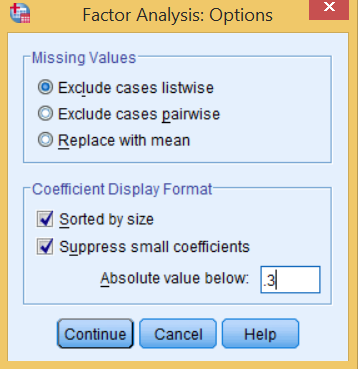 Factor Analysis: Options
Missing Values
Exclude cases listwise
Exclude cases pairwise
Replace with mean
Coefficient Display Format
Sorted by size
Suppress small coefficients
Absolute value below: .3
Continue Cancel Help